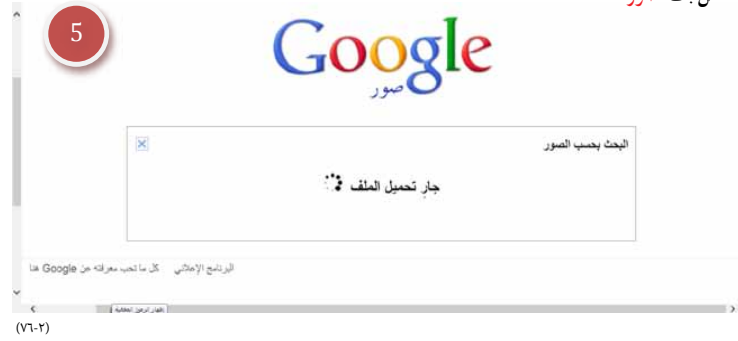 5
Google
صور
البحث بحسب الصور
جارِ تحميل الملف
البرنامج الإعلاني كل ما تحب معرفته عن Google هنا
(٧٦-٢)